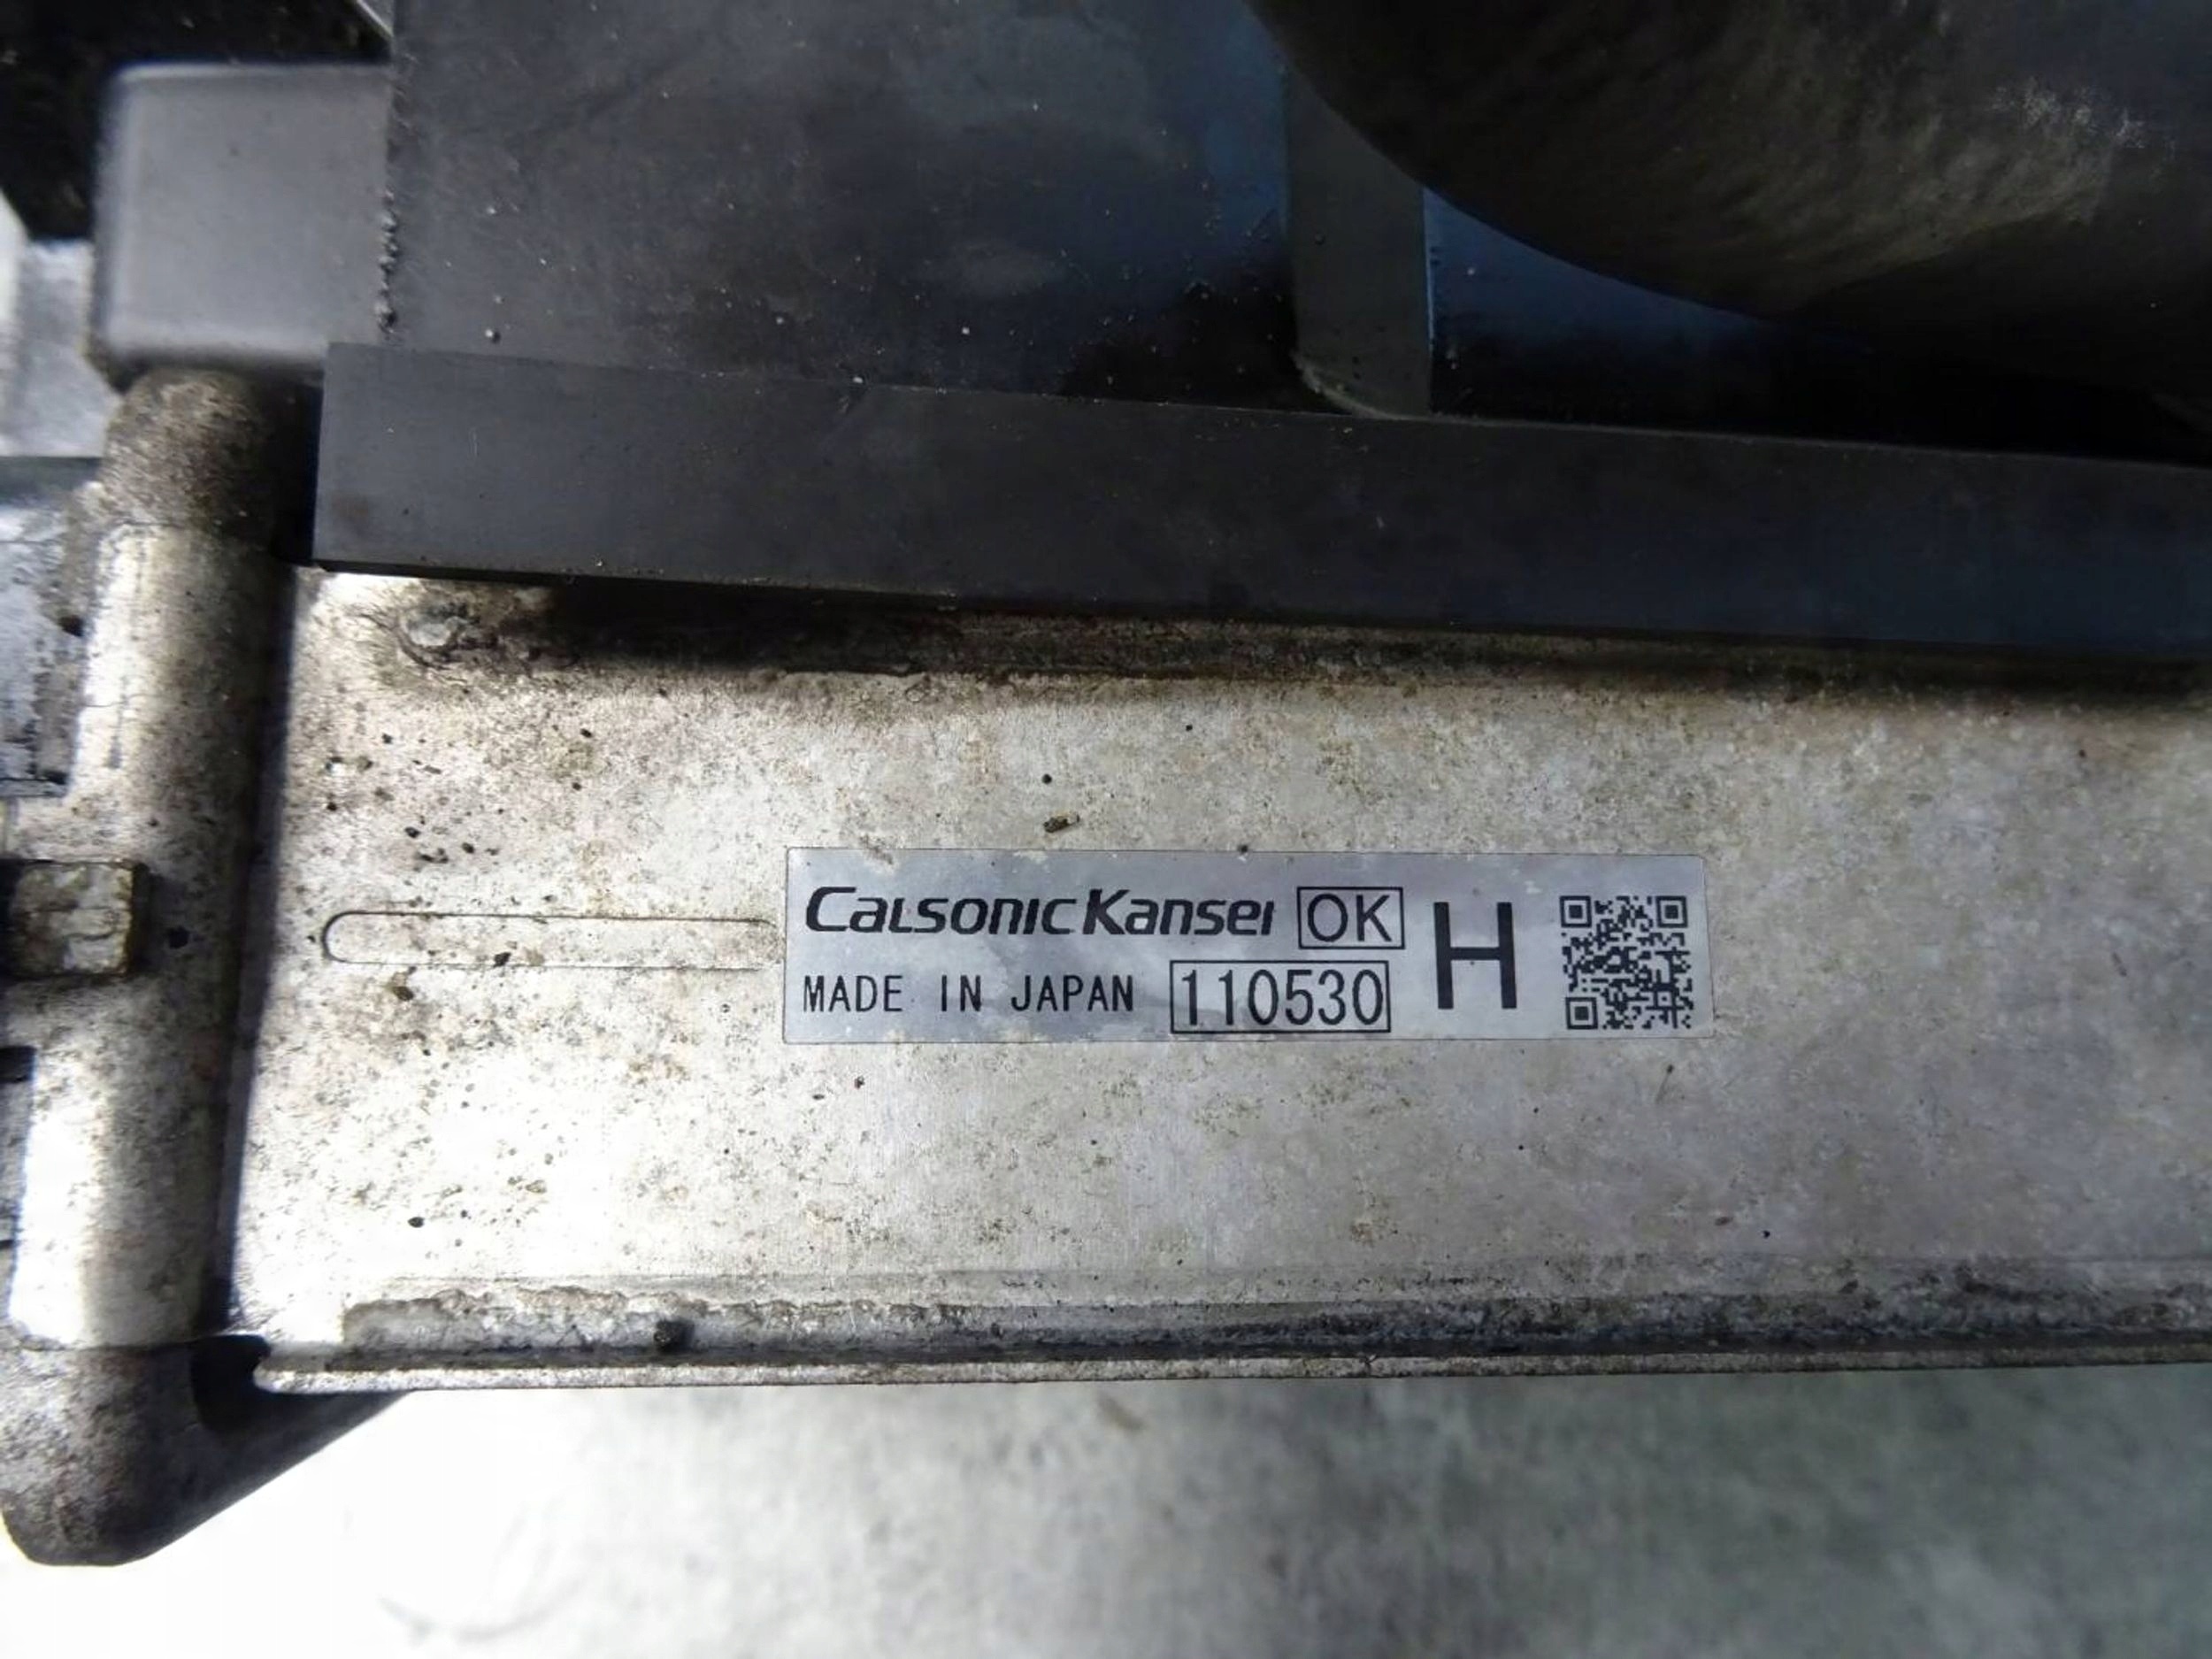 CalsonicKansei OK H
MADE IN JAPAN 110530